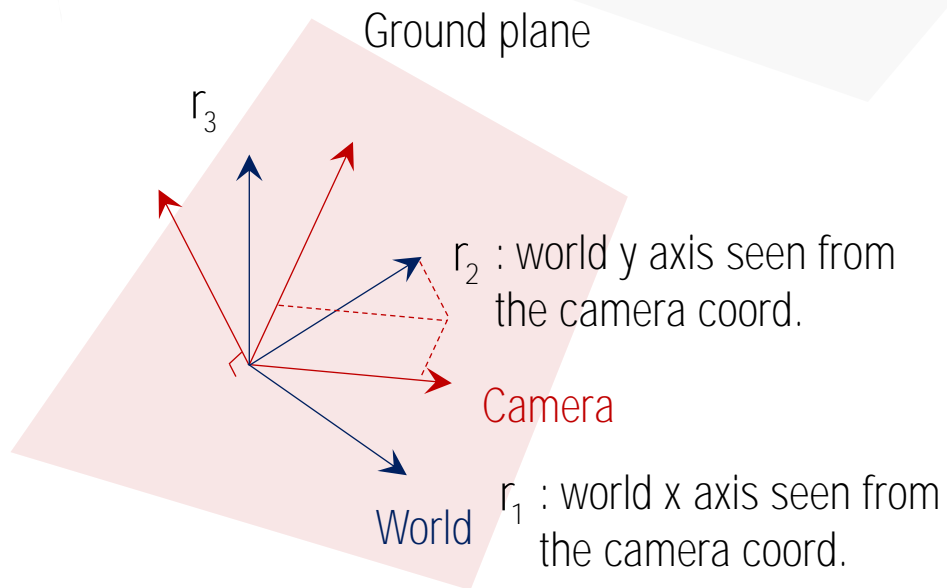 Ground plane
r3
r2 : world y axis seen from
the camera coord.
Camera
r1 : world x axis seen from
World
the camera coord.